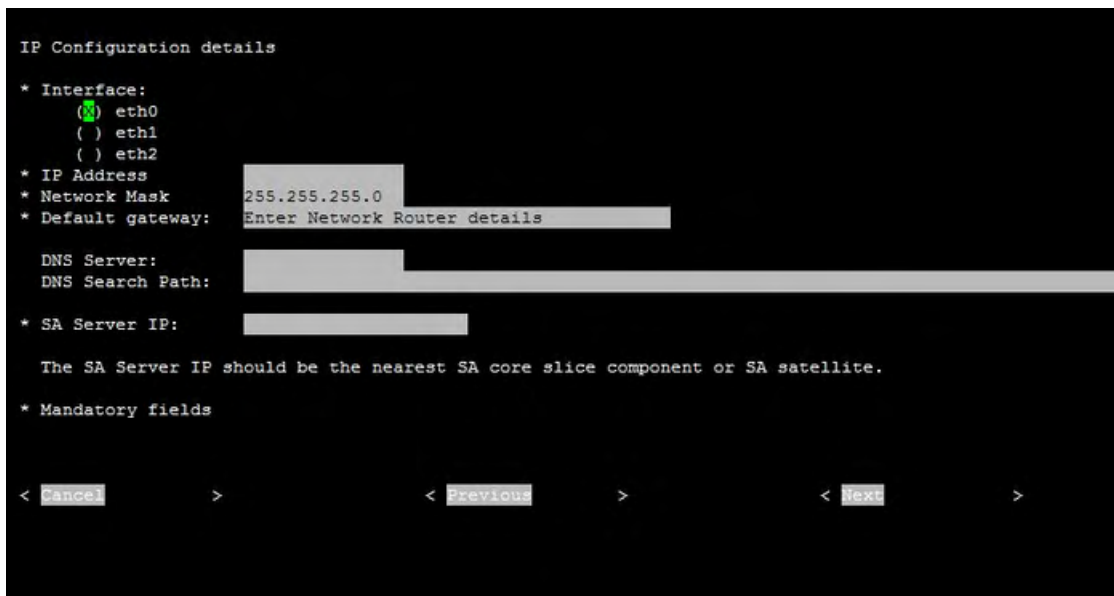 IP Configuration details
* Interface:
(X) eth0
( ) eth1
( ) eth2
* IP Address
* Network Mask 255.255.255.0
* Default gateway: Enter Network Router details
DNS Server:
DNS Search Path:
* SA Server IP:
The SA Server IP should be the nearest SA core slice component or SA satellite.
* Mandatory fields
< Cancel > < Previous > < Next >